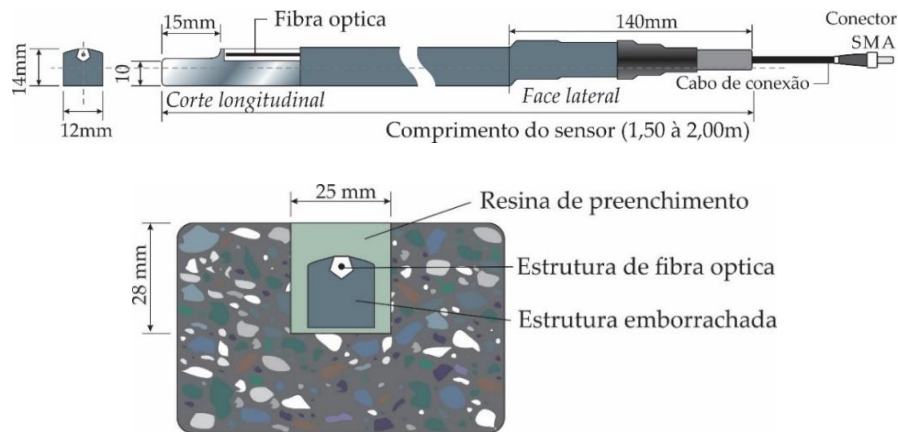 15mm
Fibra optica
140mm
Conector
SMA
14mm
10
Corte longitudinal
Face lateral
Cabo de conexão
12mm
Comprimento do sensor (1,50 à 2,00m)
25 mm
Resina de preenchimento
28 mm
Estrutura de fibra optica
Estrutura emborrachada